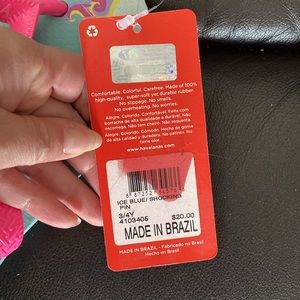 Comfortable. Colorful. Carefree. Made of 100%
high-quality, super-soft yet durable rubber.
No slippage. No smells.
No overheating. No worries.
Alegre. Colorida. Confortável. Feita com
borracha de alta qualidade e durável. Não
escorrega. Não tem cheiro. Não esquenta.
Alegre. Colorido. Cómodo. Hecho de goma
de alta calidad y duradero. No patina. No
tiene olor.
www.havaianas.com
ICE BLUE/ SHOCKING
PIN
3/4Y
4103405 $20.00
MADE IN BRAZIL
MADE IN BRAZIL - Fabricado no Brasil
Hecho en Brasil